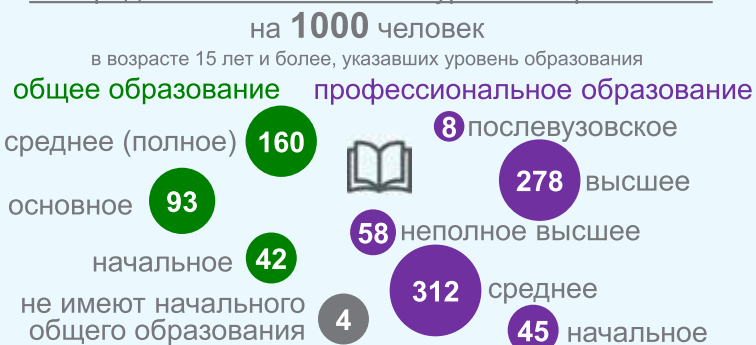 на 1000 человек
в возрасте 15 лет и более, указавших уровень образования
общее образование
профессиональное образование
среднее (полное) 160
основное 93
начальное 42
не имеют начального
общего образования 4
8 послевузовское
278 высшее
58 неполное высшее
312 среднее
45 начальное